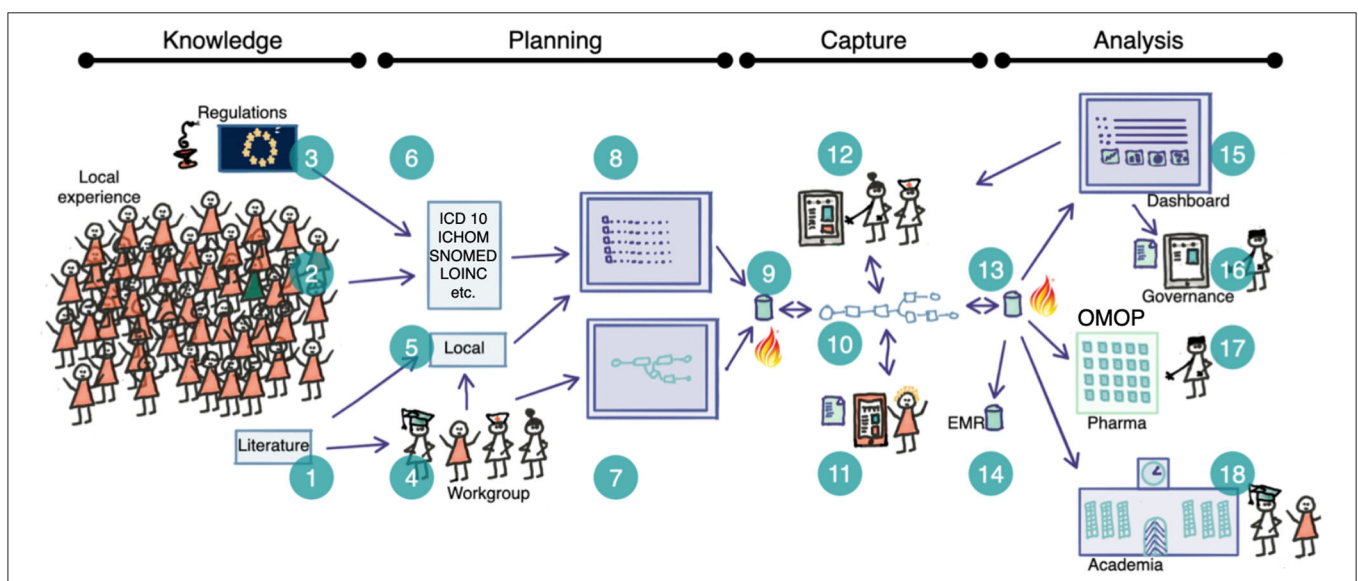 Knowledge
Planning
Capture
Analysis
Regulations
3
6
8
12
15
Local
experience
Dashboard
ICD 10
ICHOM
SNOMED
LOINC
etc.
2
9
13
16
Governance
OMOP
5
Local
10
17
EMR
Pharma
Literature
1
4
Workgroup
7
11
14
18
Academia